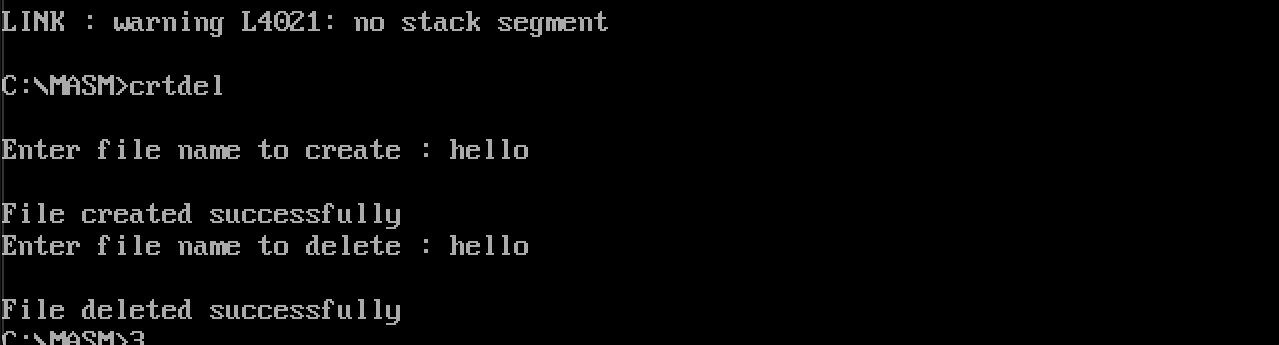 LINK : warning L4021: no stack segment
C:\MASM>crtdel
Enter file name to create : hello
File created successfully
Enter file name to delete : hello
File deleted successfully
C:\MASM>3